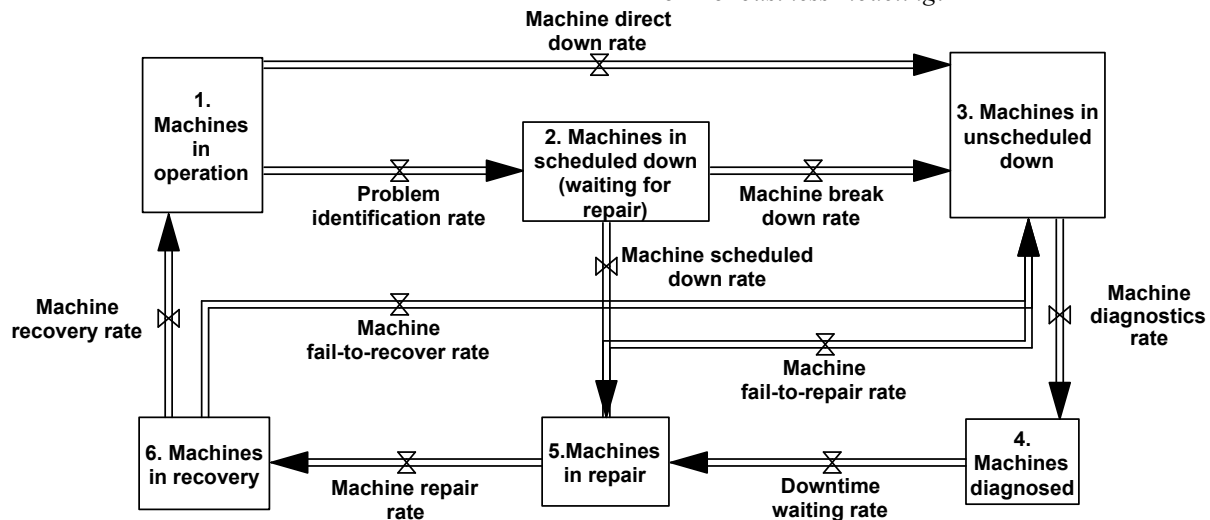 Machine direct
down rate
1.
Machines
in
operation
2. Machines in
scheduled down
(waiting for
repair)
3. Machines in
unscheduled
down
Problem
identification rate
Machine break
down rate
Machine scheduled
down rate
Machine
recovery rate
Machine
fail-to-recover rate
Machine
diagnostics
rate
Machine
fail-to-repair rate
6. Machines
in recovery
5.Machines
in repair
4.
Machines
diagnosed
Machine repair
rate
Downtime
waiting rate